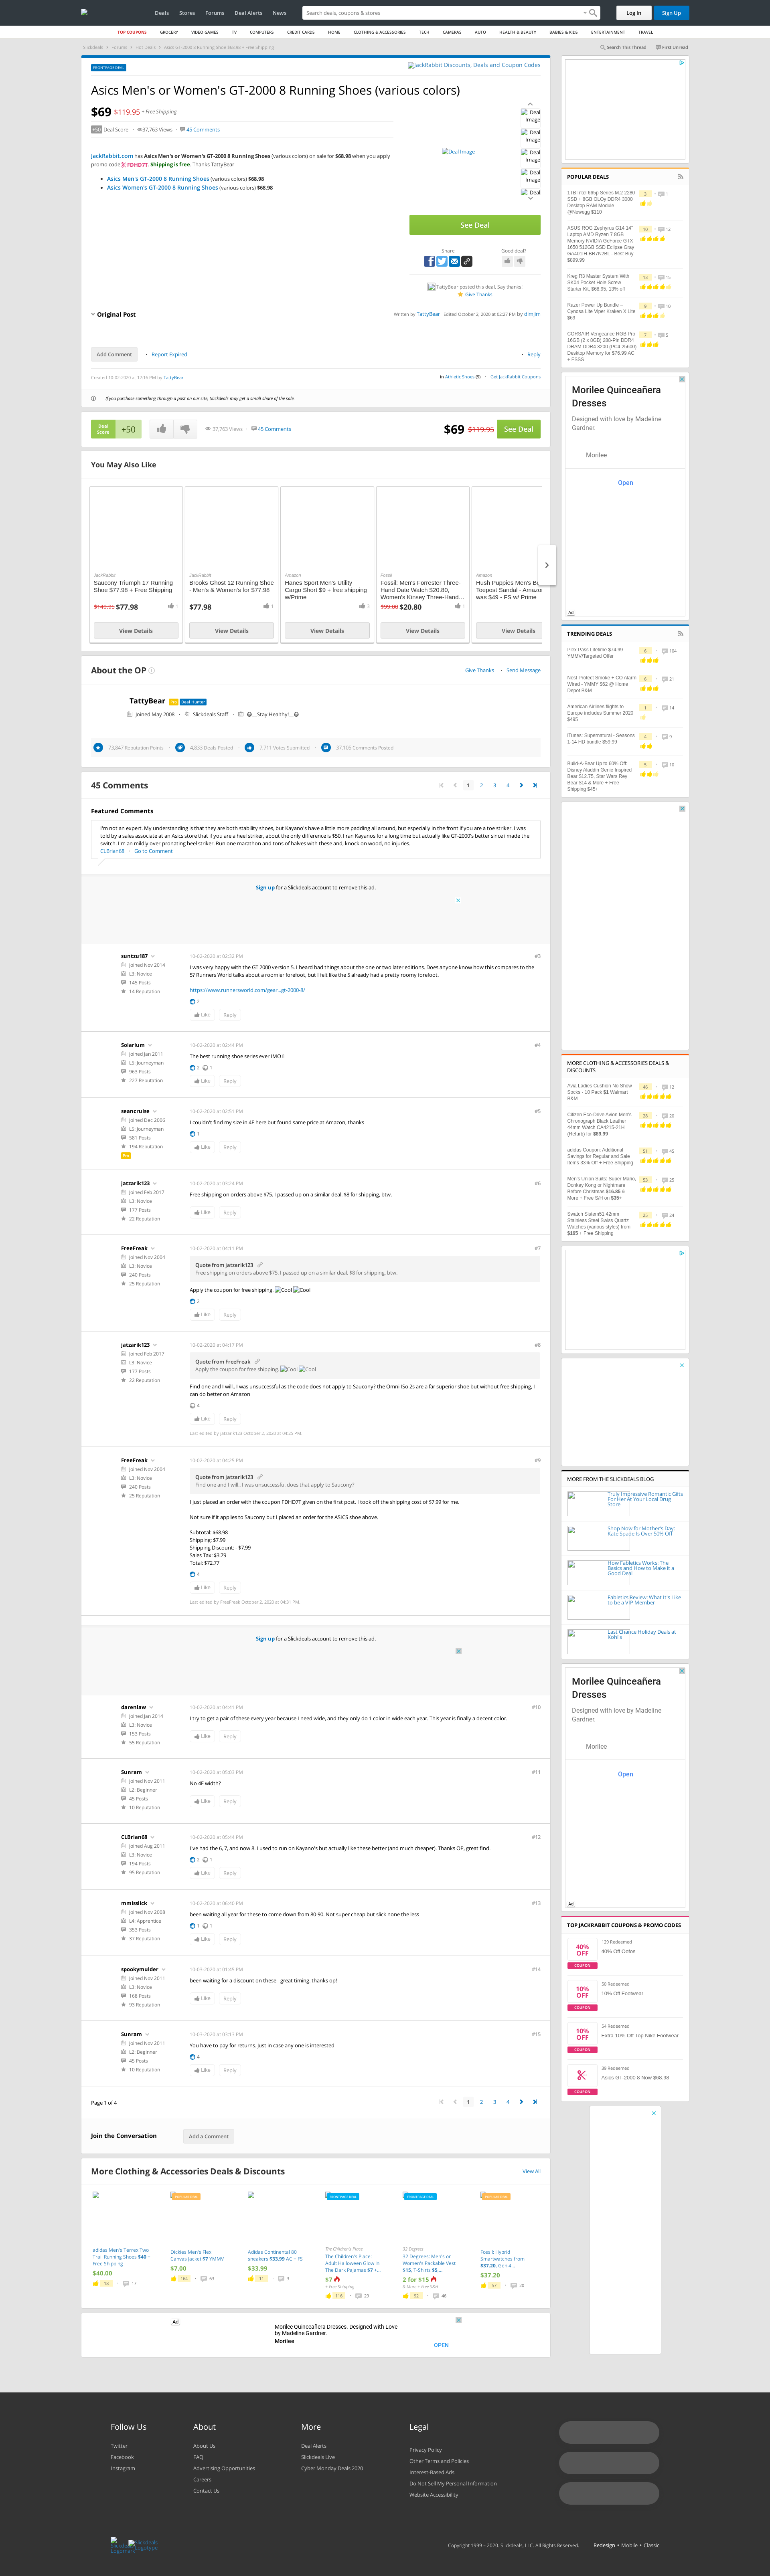 Deals
Stores
Forums
Deal Alerts
News
Search deals, coupons & stores
Log In
Sign Up
TOP COUPONS
GROCERY
VIDEO GAMES
TV
COMPUTERS
CREDIT CARDS
HOME
CLOTHING & ACCESSORIES
TECH
CAMERAS
AUTO
HEALTH & BEAUTY
BABIES & KIDS
ENTERTAINMENT
TRAVEL
Slickdeals > Forums > Hot Deals > Asics GT-2000 8 Running Shoe $68.98 + Free Shipping
Search This Thread
First Unread
FRONTPAGE DEAL
JackRabbit Discounts, Deals and Coupon Codes
Asics Men's or Women's GT-2000 8 Running Shoes (various colors)
$69 $119.95 + Free Shipping
+50 Deal Score
37,763 Views
45 Comments
Deal Image
Deal Image
Deal Image
Deal Image
Deal Image
Deal
JackRabbit.com has Asics Men's or Women's GT-2000 8 Running Shoes (various colors) on sale for $68.98 when you apply promo code FDHDT7. Shipping is free. Thanks TattyBear
• Asics Men's GT-2000 8 Running Shoes (various colors) $68.98
• Asics Women's GT-2000 8 Running Shoes (various colors) $68.98
See Deal
Share
Good deal?
TattyBear posted this deal. Say thanks!
Give Thanks
Original Post
Written by TattyBear Edited October 2, 2020 at 02:27 PM by dimjim
Add Comment
Report Expired
Reply
Created 10-02-2020 at 12:16 PM by TattyBear
in Athletic Shoes (9)
Get JackRabbit Coupons
If you purchase something through a post on our site, Slickdeals may get a small share of the sale.
Deal Score +50
37,763 Views
45 Comments
$69 $119.95
See Deal
You May Also Like
JackRabbit
Saucony Triumph 17 Running Shoe $77.98 + Free Shipping
$149.95 $77.98
View Details
JackRabbit
Brooks Ghost 12 Running Shoe - Men's & Women's for $77.98
$77.98
1
View Details
Amazon
Hanes Sport Men's Utility Cargo Short $9 + free shipping w/Prime
3
View Details
Fossil
Fossil: Men's Forrester Three-Hand Date Watch $20.80, Women's Kinsey Three-Hand...
$99.00 $20.80
1
View Details
Amazon
Hush Puppies Men's Be
Toepost Sandal - Amazon
was $49 - FS w/ Prime
View Details
About the OP
Give Thanks
Send Message
TattyBear Pro Deal Hunter
Joined May 2008
Slickdeals Staff
@__Stay Healthy!__@
73,847 Reputation Points
8,833 Deals Posted
7,711 Votes Submitted
37,105 Comments Posted
45 Comments
1 2 3 4
Featured Comments
I'm not an expert. My understanding is that they are both stability shoes, but Kayano's have a little more padding all around, but especially in the front if you are a toe striker. I was told by a sales associate an Asics store that if you are a heel striker, about the only difference is $50. I ran in Kayanos for a long time but actually like GT-2000's better since I made the switch. I'm an mildly over-pronating heel striker. Run one marathon and tons of halves with these and, knock on wood, no injuries.
CLBrian68
Go to Comment
Sign up for a Slickdeals account to remove this ad.
suntzu187
Joined Nov 2014
L3: Novice
145 Posts
14 Reputation
10-02-2020 at 02:32 PM
#3
I was very happy with the GT 2000 version 5. I heard bad things about the one or two later editions. Does anyone know how this compares to the 5? Runners World talks about a roomier forefoot, but I felt like the 5 already had a pretty roomy forefoot.
https://www.runnersworld.com/gear...gt-2000-8/
2
Like
Reply
Solarium
Joined Jan 2011
L5: Journeyman
963 Posts
227 Reputation
10-02-2020 at 02:44 PM
#4
The best running shoe series ever IMO
2 1
Like
Reply
seancruise
Joined Dec 2006
L5: Journeyman
581 Posts
194 Reputation
Pro
10-02-2020 at 02:51 PM
#5
I couldn't find my size in 4E here but found same price at Amazon, thanks
1
Like
Reply
jatzarik123
Joined Feb 2017
L3: Novice
177 Posts
22 Reputation
10-02-2020 at 03:24 PM
#6
Free shipping on orders above $75. I passed up on a similar deal. $8 for shipping, btw.
Like
Reply
FreeFreak
Joined Nov 2004
L3: Novice
240 Posts
25 Reputation
10-02-2020 at 04:11 PM
#7
Quote from jatzarik123
Free shipping on orders above $75. I passed up on a similar deal. $8 for shipping, btw.
Apply the coupon for free shipping. Cool Cool
2
Like
Reply
jatzarik123
Joined Feb 2017
L3: Novice
177 Posts
22 Reputation
10-02-2020 at 04:17 PM
#8
Quote from FreeFreak
Apply the coupon for free shipping. Cool Cool
Find one and I will.. I was unsuccessful as the code does not apply to Saucony? the Omni ISo 2s are a far superior shoe but without free shipping, I can do better on Amazon
4
Like
Reply
Last edited by jatzarik123 October 2, 2020 at 04:25 PM.
FreeFreak
Joined Nov 2004
L3: Novice
240 Posts
25 Reputation
10-02-2020 at 04:25 PM
#9
Quote from jatzarik123
Find one and I will.. I was unsuccessfu. does that apply to Saucony?
I just placed an order with the coupon FDHDT7 given on the first post. I took off the shipping cost of $7.99 for me.
Not sure if it applies to Saucony but I placed an order for the ASICS shoe above.
Subtotal: $68.98
Shipping: $7.99
Shipping Discount: - $7.99
Sales Tax: $3.79
Total: $72.77
4
Like
Reply
Last edited by FreeFreak October 2, 2020 at 04:31 PM.
Sign up for a Slickdeals account to remove this ad.
darenlaw
Joined Jan 2014
L3: Novice
153 Posts
55 Reputation
10-02-2020 at 04:41 PM
#10
I try to get a pair of these every year because I need wide, and they only do 1 color in wide each year. This year is finally a decent color.
Like
Reply
Sunram
Joined Nov 2011
L2: Beginner
45 Posts
10 Reputation
10-02-2020 at 05:03 PM
#11
No 4E width?
Like
Reply
CLBrian68
Joined Aug 2011
L3: Novice
194 Posts
95 Reputation
10-02-2020 at 05:44 PM
#12
I've had the 6, 7, and now 8. I used to run on Kayano's but actually like these better (and much cheaper). Thanks OP, great find.
2 1
Like
Reply
mmisslick
Joined Nov 2008
L4: Apprentice
353 Posts
37 Reputation
10-02-2020 at 06:40 PM
#13
been waiting all year for these to come down from 80-90. Not super cheap but slick none the less
1 1
Like
Reply
spookymulder
Joined Nov 2011
L3: Novice
168 Posts
93 Reputation
10-03-2020 at 01:45 PM
#14
been waiting for a discount on these - great timing, thanks op!
Like
Reply
Sunram
Joined Nov 2011
L2: Beginner
45 Posts
10 Reputation
10-03-2020 at 03:13 PM
#15
You have to pay for returns. Just in case any one is interested
4
Like
Reply
Page 1 of 4
1 2 3 4
Join the Conversation
Add a Comment
More Clothing & Accessories Deals & Discounts
View All
adidas Men's Terrex Two Trail Running Shoes $40 + Free Shipping
$40.00
18 17
Dickies Men's Flex Canvas Jacket $7 YMMV
$7.00
104 63
Adidas Continental 80 sneakers $33.99 AC + FS
$33.99
11 3
FRONTPAGE DEAL
The Children's Place
The Children's Place: Adult Halloween Glow In The Dark Pajamas $7 +...
$7
+ Free Shipping
116 29
FRONTPAGE DEAL
32 Degrees
32 Degrees: Men's or Women's Packable Vest $15, T-Shirts $5...
2 for $15
& More + Free S&H
92 46
Fossil: Hybrid Smartwatches from $37.20, Gen 4...
$37.20
57 20
Ad
Morilee Quinceañera Dresses. Designed with Love by Madeline Gardner.
Morilee
OPEN
POPULAR DEALS
1TB Intel 665p Series M.2 2280 SSD + 8GB OLOy DDR4 3000 Desktop RAM Module @Newegg $110
3 1
ASUS ROG Zephyrus G14 14" Laptop AMD Ryzen 7 8GB Memory NVIDIA GeForce GTX 1650 512GB SSD Eclipse Gray GA401IH-BR7N2BL - Best Buy $899.99
10 12
Kreg R3 Master System With SK04 Pocket Hole Screw Starter Kit, $68.95, 13% off
13 15
Razer Power Up Bundle – Cynosa Lite Viper Kraken X Lite $69
9 10
CORSAIR Vengeance RGB Pro 16GB (2 x 8GB) 288-Pin DDR4 DRAM DDR4 3200 (PC4 25600) Desktop Memory for $76.99 AC + FSSS
7 5
Morilee Quinceañera Dresses
Designed with love by Madeline Gardner.
Morilee
Open
Ad
TRENDING DEALS
Plex Pass Lifetime $74.99 YMMV/Targeted Offer
6 104
Nest Protect Smoke + CO Alarm Wired - YMMY $62 @ Home Depot B&M
6 21
American Airlines flights to Europe includes Summer 2020 $495
1 14
iTunes: Supernatural - Seasons 1-14 HD bundle $59.99
4 9
Build-A-Bear Up to 60% Off: Disney Aladdin Genie Inspired Bear $12.75, Star Wars Rey Bear $14 & More + Free Shipping $45+
5 10
MORE CLOTHING & ACCESSORIES DEALS & DISCOUNTS
Avia Ladies Cushion No Show Socks - 10 Pack $1 Walmart B&M
46 12
Citizen Eco-Drive Axion Men's Chronograph Black Leather 44mm Watch CA4215-21H (Refurb) for $89.99
28 20
adidas Coupon: Additional Savings for Regular and Sale Items 33% Off + Free Shipping
51 45
Men's Union Suits: Super Mario, Donkey Kong or Nightmare Before Christmas $16.85 & More + Free S/H on $35+
53 25
Swatch Sistem51 42mm Stainless Steel Swiss Quartz Watches (various styles) from $165 + Free Shipping
25 24
MORE FROM THE SLICKDEALS BLOG
Truly Impressive Romantic Gifts For Her At Your Local Drug Store
Shop Now for Mother's Day: Kate Spade Is Over 50% Off
How Fabletics Works: The Basics and How to Make it a Good Deal
Fabletics Review: What It's Like to be a VIP Member
Last Chance Holiday Deals at Kohl's
Morilee Quinceañera Dresses
Designed with love by Madeline Gardner.
Morilee
Open
Ad
TOP JACKRABBIT COUPONS & PROMO CODES
40% OFF
COUPON
129 Redeemed
40% Off Oofos
10% OFF
COUPON
50 Redeemed
10% Off Footwear
10% OFF
COUPON
54 Redeemed
Extra 10% Off Top Nike Footwear
COUPON
39 Redeemed
Asics GT-2000 8 Now $68.98
Follow Us
Twitter
Facebook
Instagram
About
About Us
FAQ
Advertising Opportunities
Careers
Contact Us
More
Deal Alerts
Slickdeals Live
Cyber Monday Deals 2020
Legal
Privacy Policy
Other Terms and Policies
Interest-Based Ads
Do Not Sell My Personal Information
Website Accessibility
Slickdeals Logomark
Slickdeals Logotype
Copyright 1999 – 2020, Slickdeals, LLC. All Rights Reserved.
Redesign • Mobile • Classic